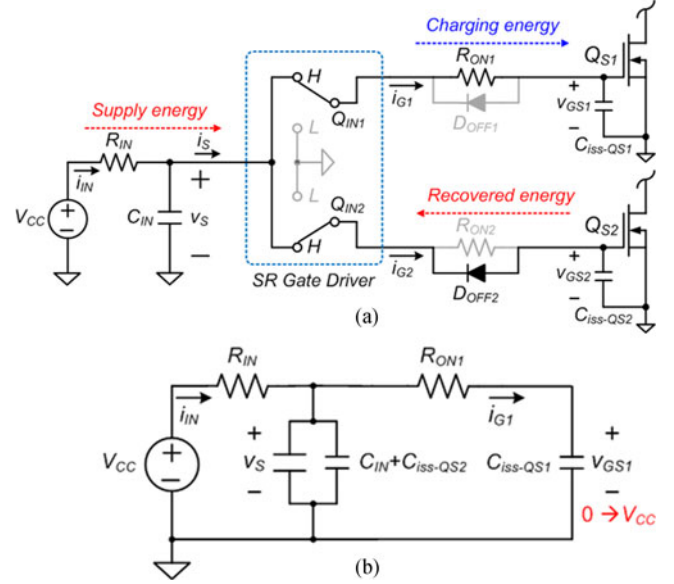 Charging energy
R_ON1
Q_S1
i_G1
D_OFF1
+
v_GS1
−
C_iss-QS1
Supply energy
R_IN
i_IN
i_S
V_CC
+
−
C_IN
+
v_S
−
H
Q_IN1
L
L
Q_IN2
H
SR Gate Driver
Recovered energy
R_ON2
Q_S2
i_G2
D_OFF2
+
v_GS2
−
C_iss-QS2
(a)
R_IN
R_ON1
i_IN
i_G1
V_CC
+
−
+
v_S
−
C_IN+C_iss-QS2
C_iss-QS1
+
v_GS1
−
0 → V_CC
(b)